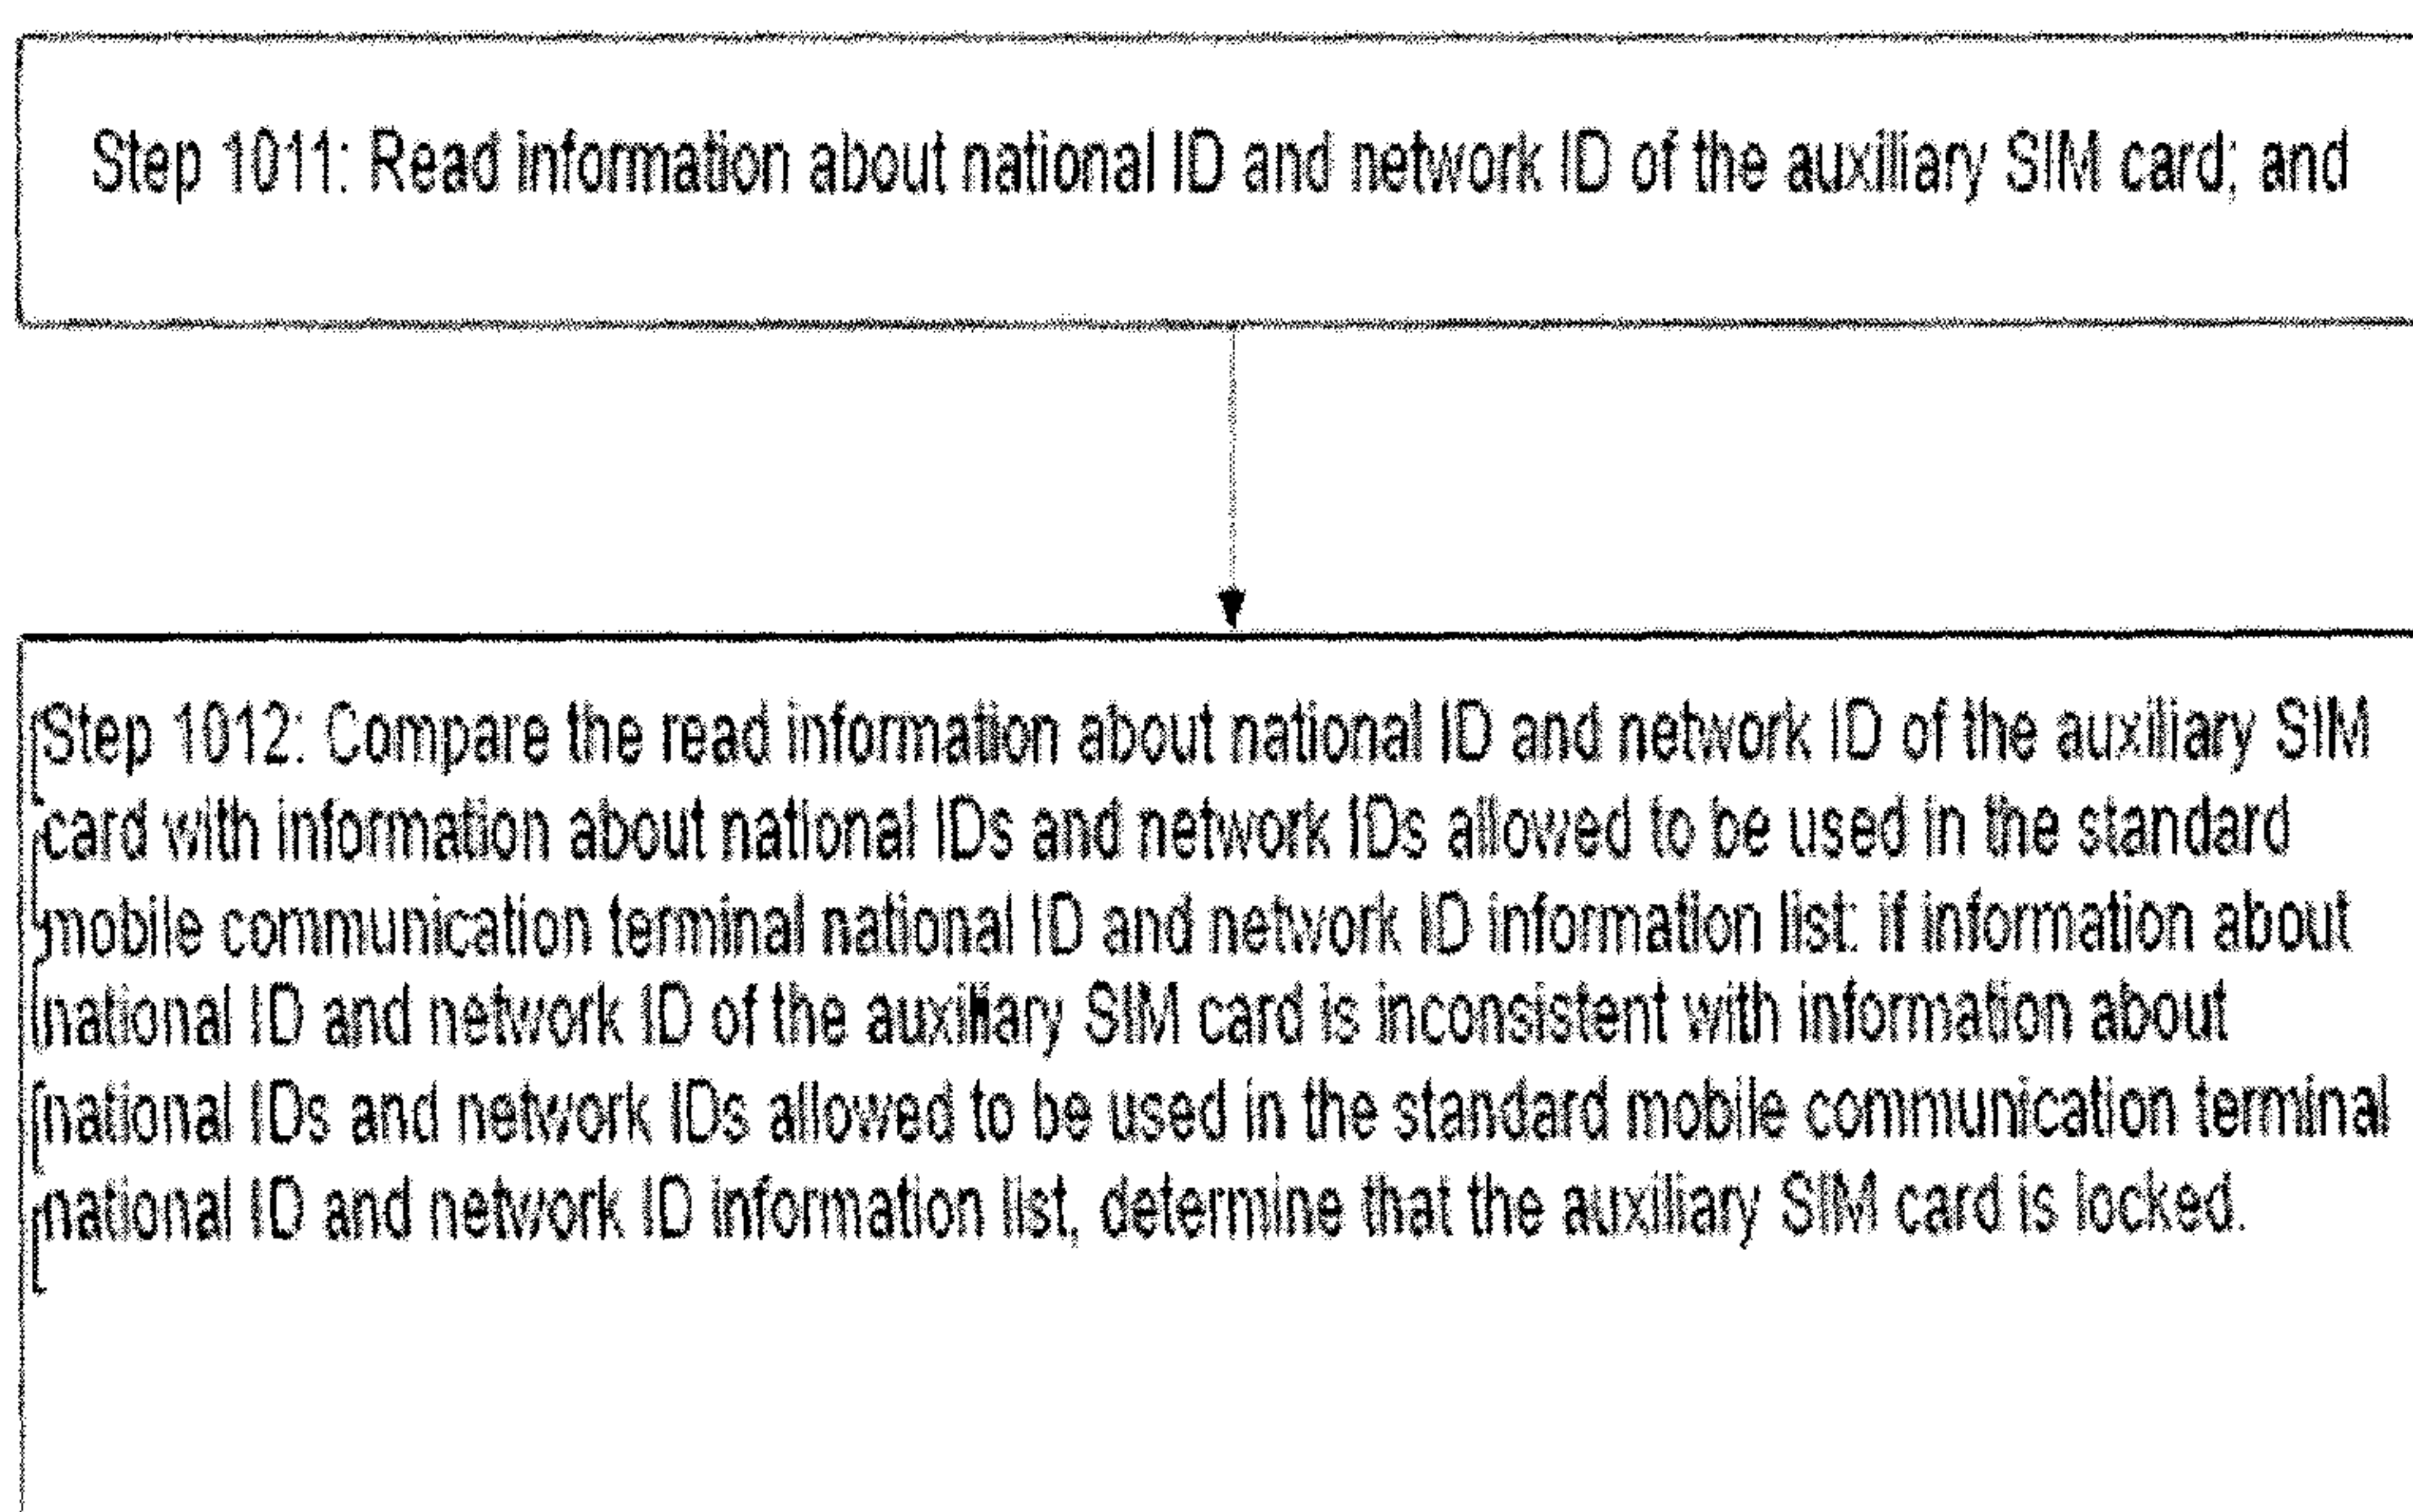 Step 1011: Read information about national ID and network ID of the auxiliary SIM card; and
Step 1012: Compare the read information about national ID and network ID of the auxiliary SIM
card with information about national IDs and network IDs allowed to be used in the standard
mobile communication terminal national ID and network ID information list: if information about
national ID and network ID of the auxiliary SIM card is inconsistent with information about
national IDs and network IDs allowed to be used in the standard mobile communication terminal
national ID and network ID information list, determine that the auxiliary SIM card is locked.